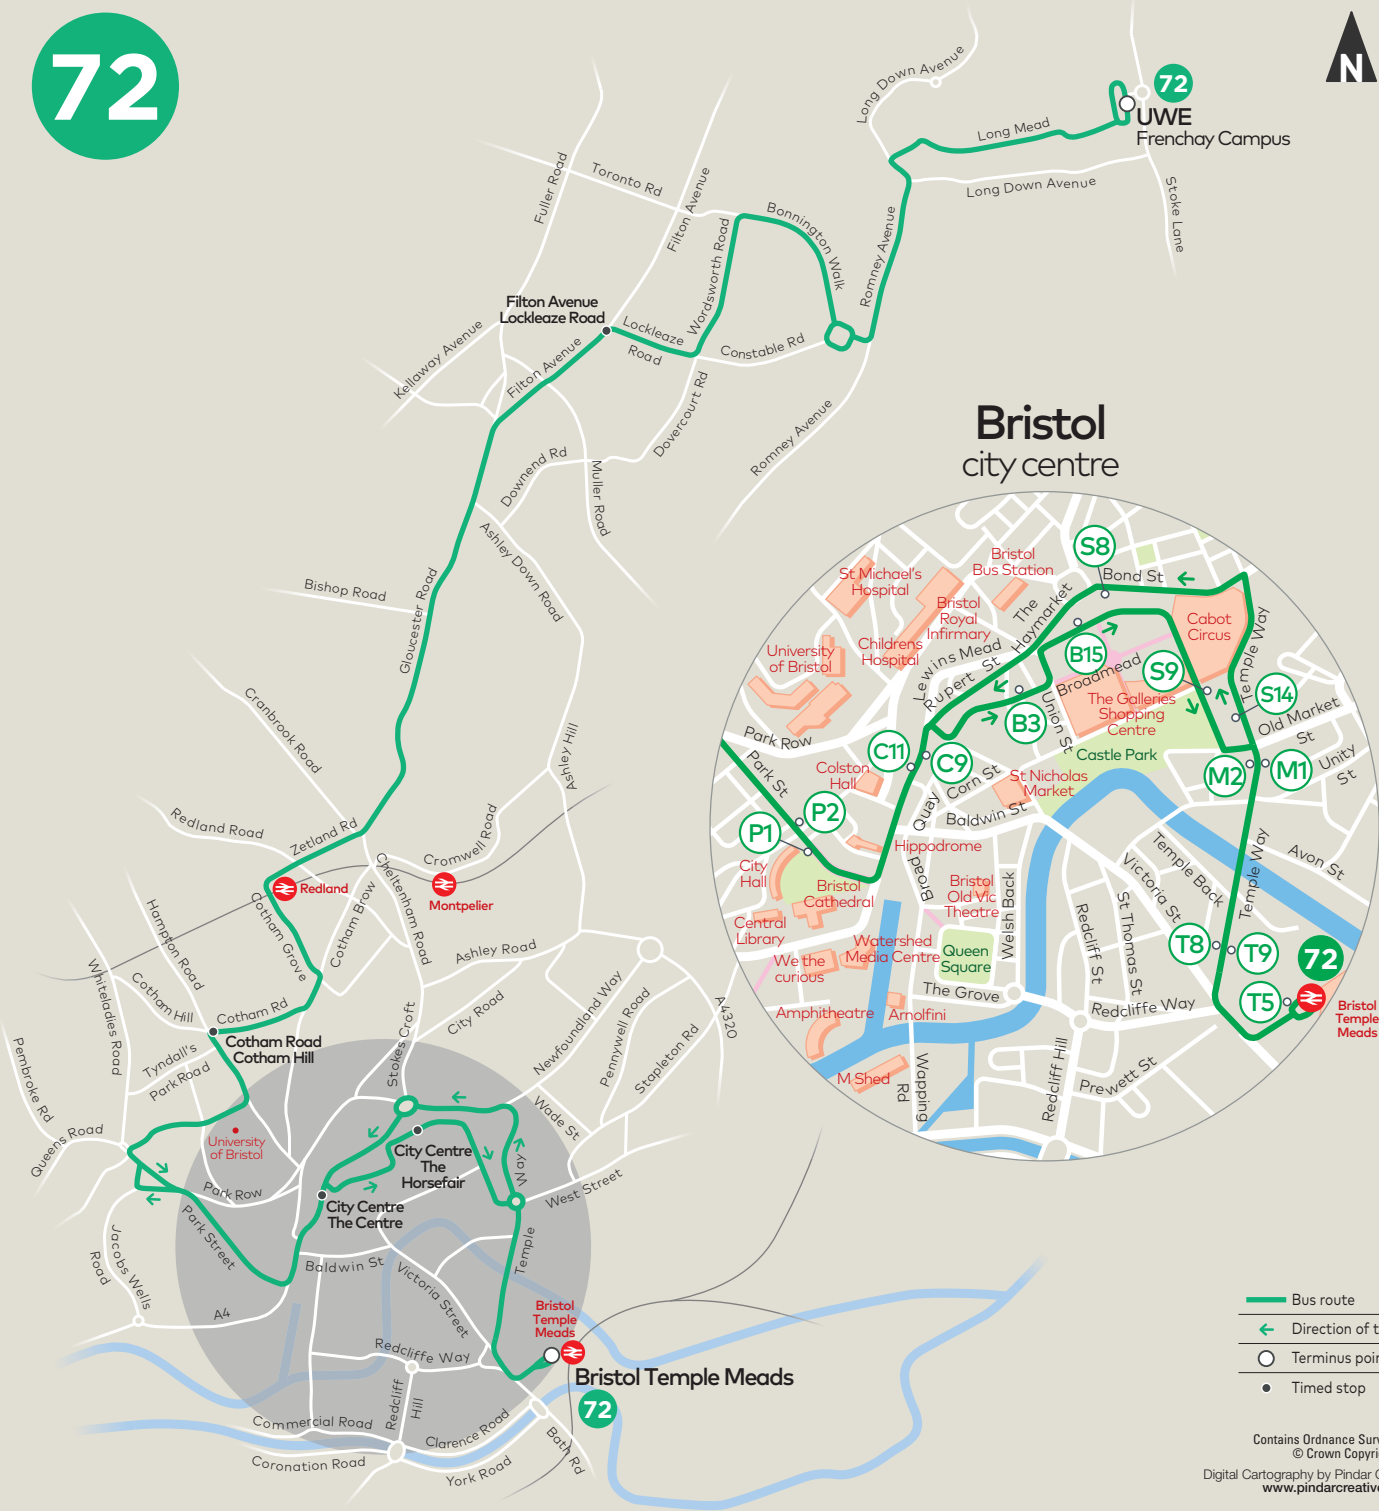 72
N
72
UWE
Frenchay Campus
Long Down Avenue
Long Mead
Long Down Avenue
Stoke Lane
Fuller Road
Toronto Rd
Filton Avenue
Bonnington Walk
Romney Avenue
Wordsworth Road
Filton Avenue
Lockleaze Road
Lockleaze
Road
Constable Rd
Kellaway Avenue
Filton Avenue
Dovercourt Rd
Romney Avenue
Downend Rd
Muller Road
Ashley Down Road
Bishop Road
Gloucester Road
Cranbrook Road
Ashley Hill
Redland Road
Zetland Rd
Cromwell Road
Cheltenham Road
Redland
Montpelier
Cotham Grove
Cotham Brow
Hampton Road
Ashley Road
Whiteladies Road
Cotham Hill
Cotham Rd
City Road
Newfoundland Way
Pennywell Road
Stapleton Rd
A4320
Cotham Road
Cotham Hill
Tyndall's
Park Road
Stokes Croft
Pembroke Rd
Queens Road
University
of Bristol
Wade St
City Centre
The
Horsefair
Way
West Street
Park Row
City Centre
The Centre
Park Street
Jacobs Wells
Road
Baldwin St
Victoria Street
Temple
A4
Redcliffe Way
Bristol
Temple
Meads
Bristol Temple Meads
72
Redcliff
Hill
Commercial Road
Coronation Road
Clarence Road
York Road
Bath Rd
Bristol
city centre
S8
Bristol
Bus Station
Bond St
St Michael's
Hospital
The
Haymarket
Bristol
Royal
Infirmary
Cabot
Circus
Temple Way
University
of Bristol
Childrens
Hospital
Lewins Mead
Rupert St
B15
Broadmead
S9
S14
The Galleries
Shopping
Centre
Union St
B3
Old Market
St
Park Row
C11
C9
Castle Park
M2
M1
Unity
St
Park St
Colston
Hall
Corn St
St Nicholas
Market
Quay
Baldwin St
P2
P1
Hippodrome
Broad
City
Hall
Bristol
Cathedral
Bristol
Old Vic
Theatre
Welsh Back
Victoria St
Temple Back
Temple Way
Avon St
Central
Library
Watershed
Media Centre
Queen
Square
Redcliff St
St Thomas St
T8
T9
72
We the
curious
The Grove
Redcliffe Way
T5
Bristol
Temple
Meads
Amphitheatre
Arnolfini
M Shed
Wapping
Rd
Redcliff Hill
Prewett St
Bus route
Direction of t
Terminus poin
Timed stop
Contains Ordnance Surv
© Crown Copyri
Digital Cartography by Pindar C
www.pindarcreative